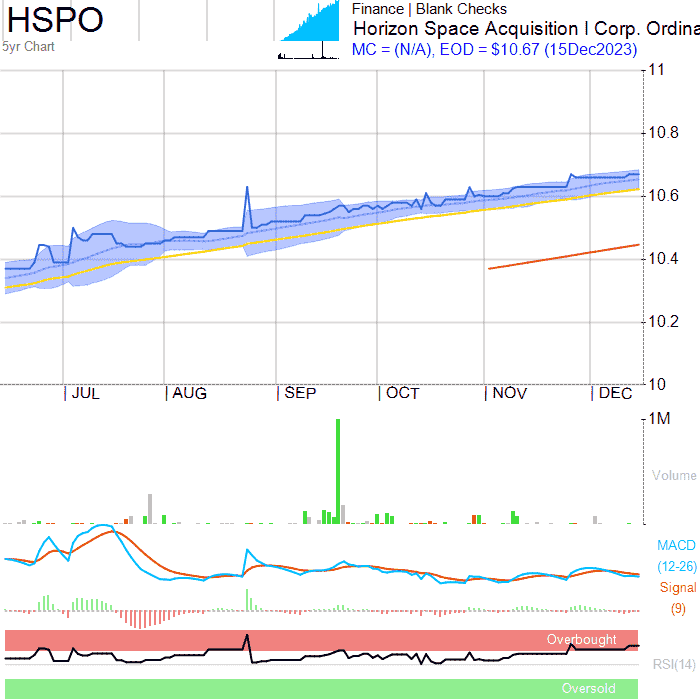 HSPO
5yr Chart
Finance | Blank Checks
Horizon Space Acquisition I Corp. Ordina
MC = (N/A), EOD = $10.67 (15Dec2023)
11
10.8
10.6
10.4
10.2
10
JUL AUG SEP OCT NOV DEC
1M
Volume
MACD
(12-26)
Signal
(9)
Overbought
RSI(14)
Oversold